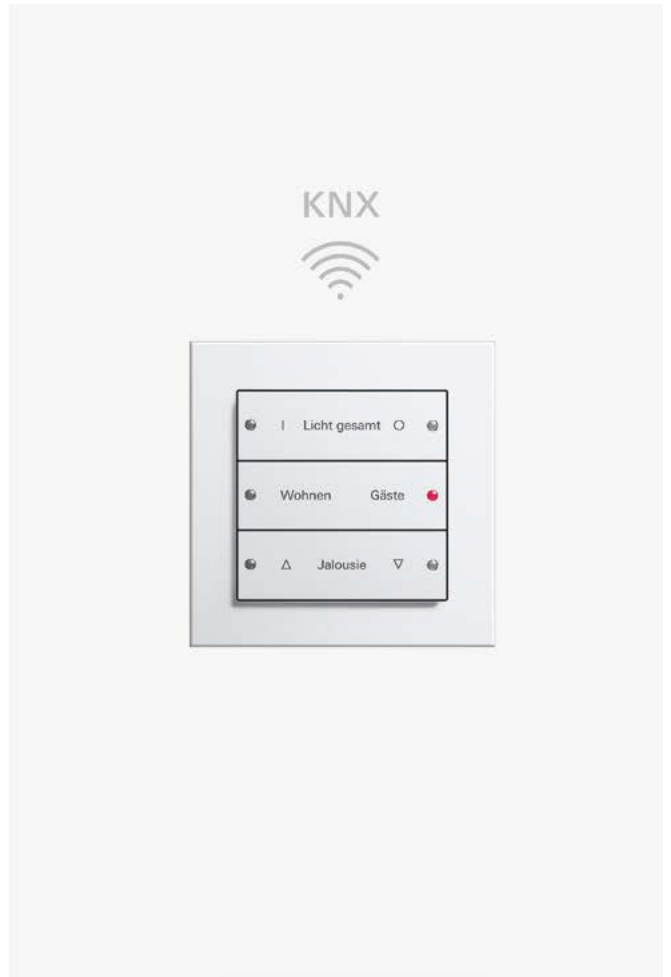 KNX
I Licht gesamt O
Wohnen Gäste
Δ Jalousie ∇